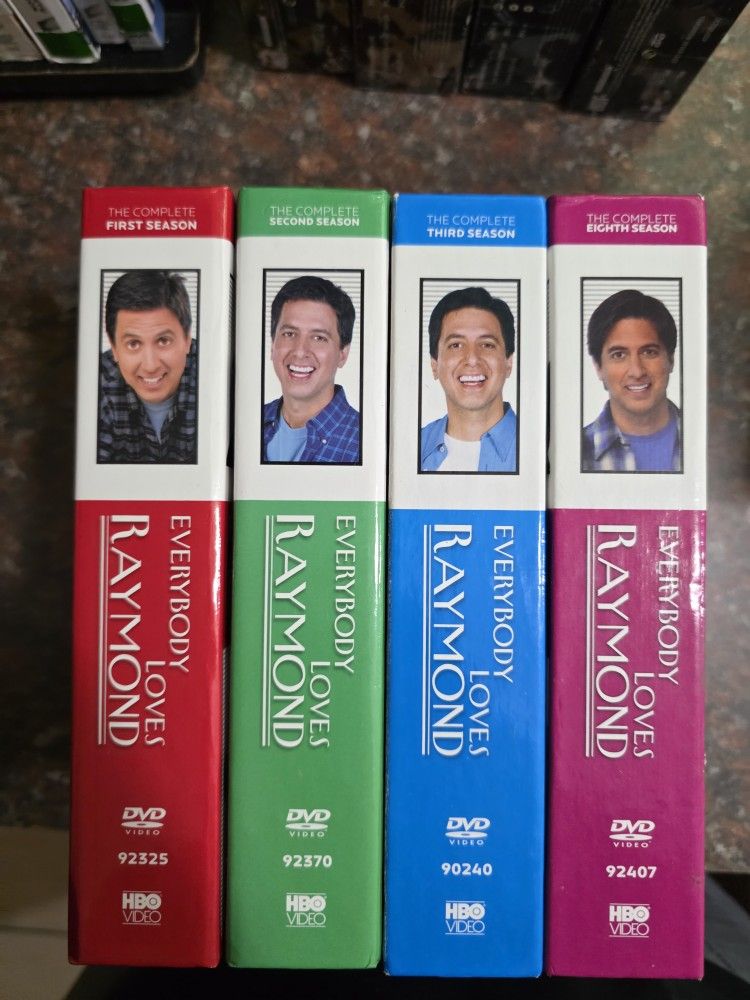 THE COMPLETE
FIRST SEASON
EVERYBODY
LOVES
RAYMOND
DVD
VIDEO
92325
HBO
VIDEO
THE COMPLETE
SECOND SEASON
EVERYBODY
LOVES
RAYMOND
DVD
VIDEO
92370
HBO
VIDEO
THE COMPLETE
THIRD SEASON
EVERYBODY
LOVES
RAYMOND
DVD
VIDEO
90240
HBO
VIDEO
THE COMPLETE
EIGHTH SEASON
EVERYBODY
LOVES
RAYMOND
DVD
VIDEO
92407
HBO
VIDEO